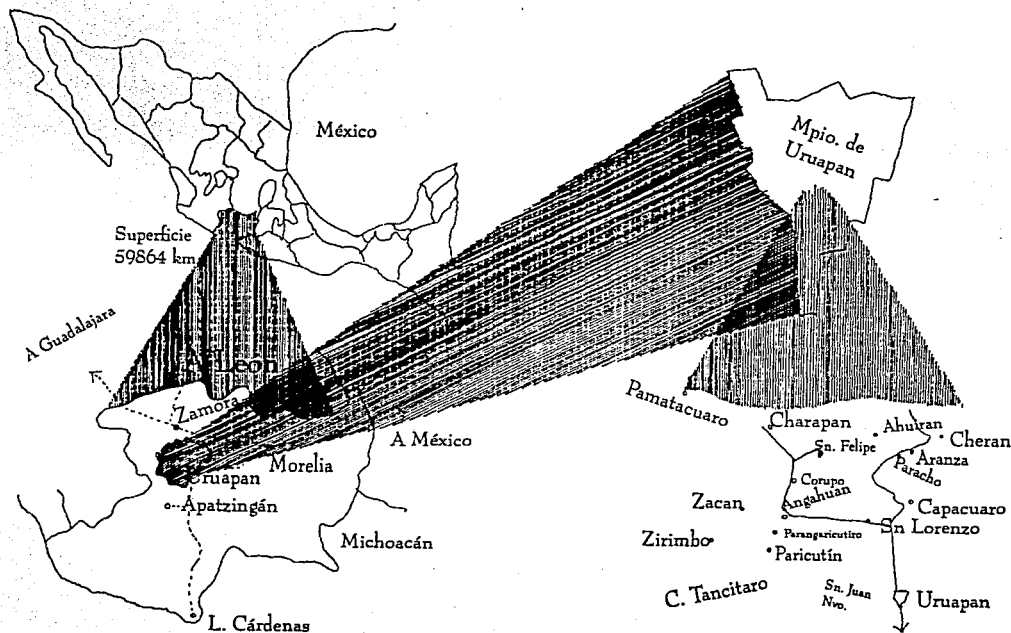 México
Mpio. de
Uruapan
Superficie
59864 km
A Guadalajara
A León
Zamora
A México
Morelia
Uruapan
Apatzingán
Michoacán
L. Cárdenas
Pamatacuaro
Charapan
Ahuiran
Cheran
Sn. Felipe
Aranza
Paracho
Corupo
Angahuan
Zacan
Capacuaro
Sn Lorenzo
Parangaricutiro
Zirimbo
Paricutín
C. Tancitaro
Sn. Juan
Nvo.
Uruapan